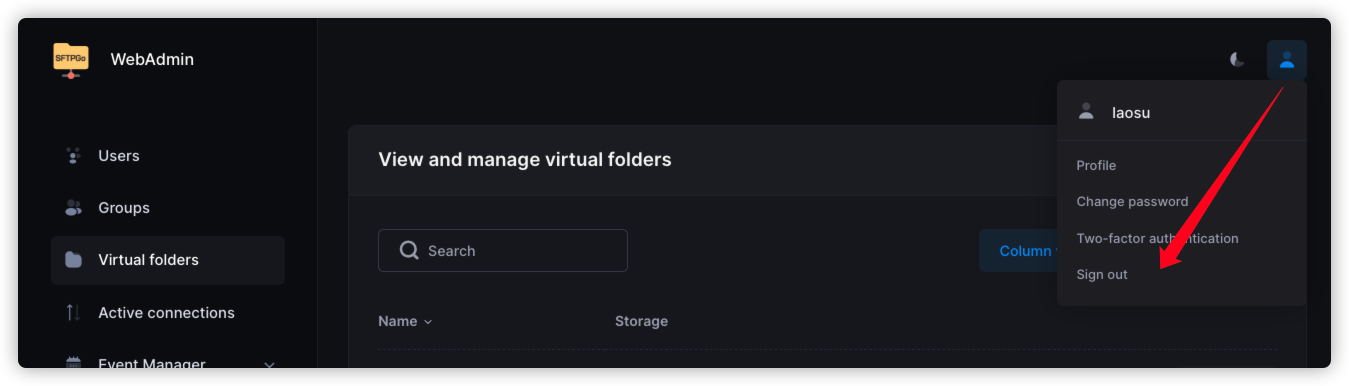 SFTPGo
WebAdmin
laosu
Profile
Change password
Two-factor authentication
Sign out
Users
Groups
Virtual folders
Active connections
Event Manager
View and manage virtual folders
Search
Column
Name
Storage